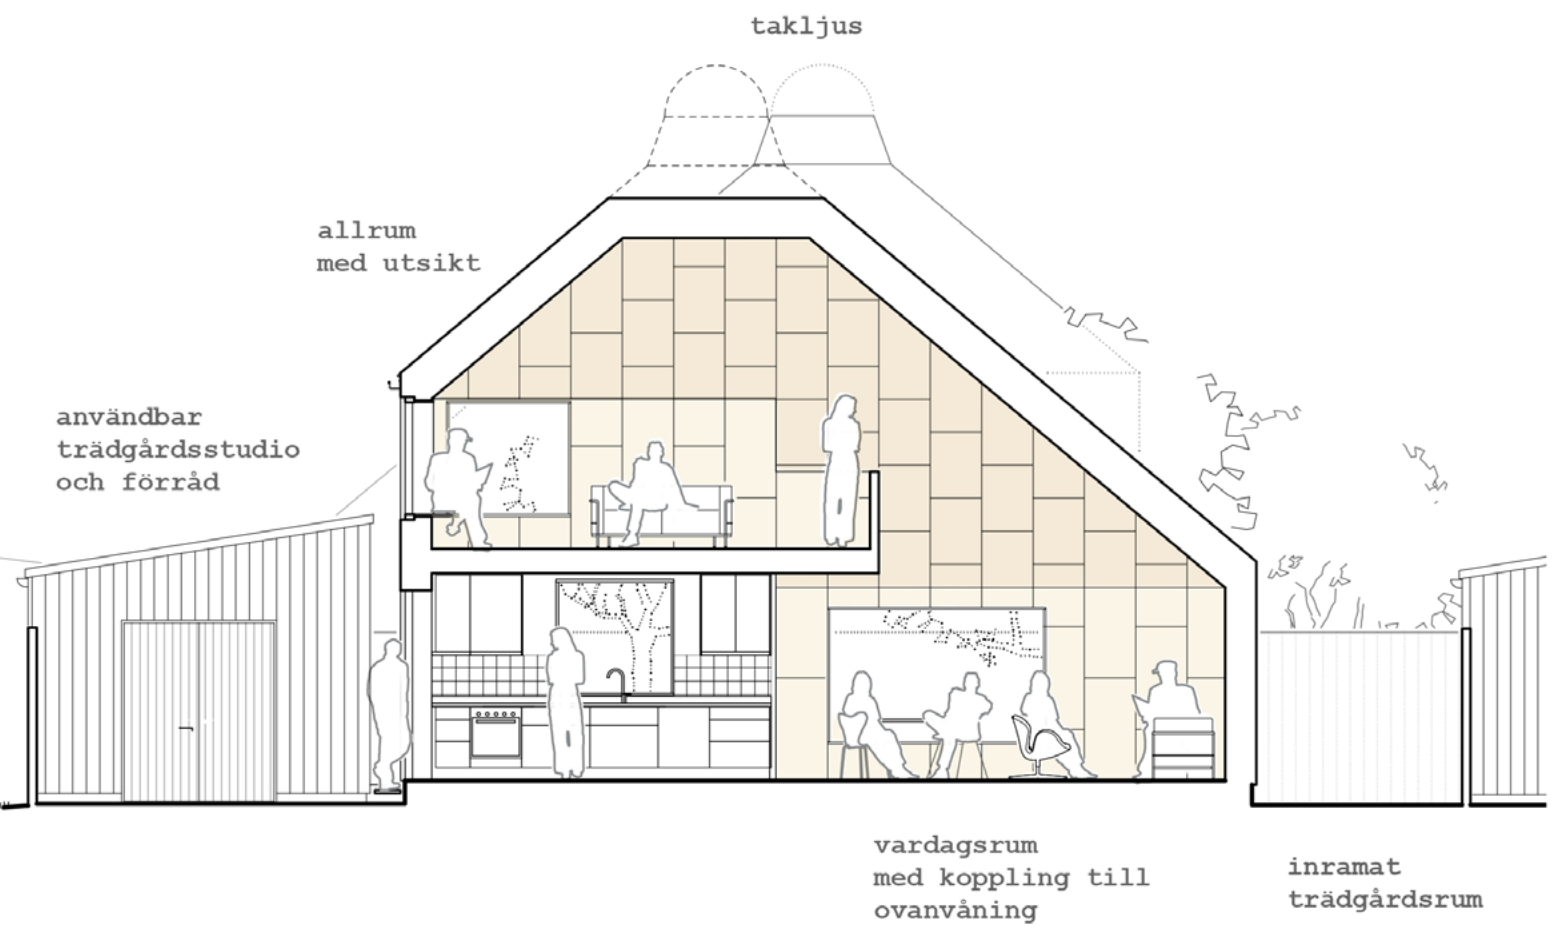 takljus
allrum
med utsikt
användbar
trädgårdsstudio
och förråd
vardagsrum
med koppling till
ovanvåning
inramat
trädgårdsrum